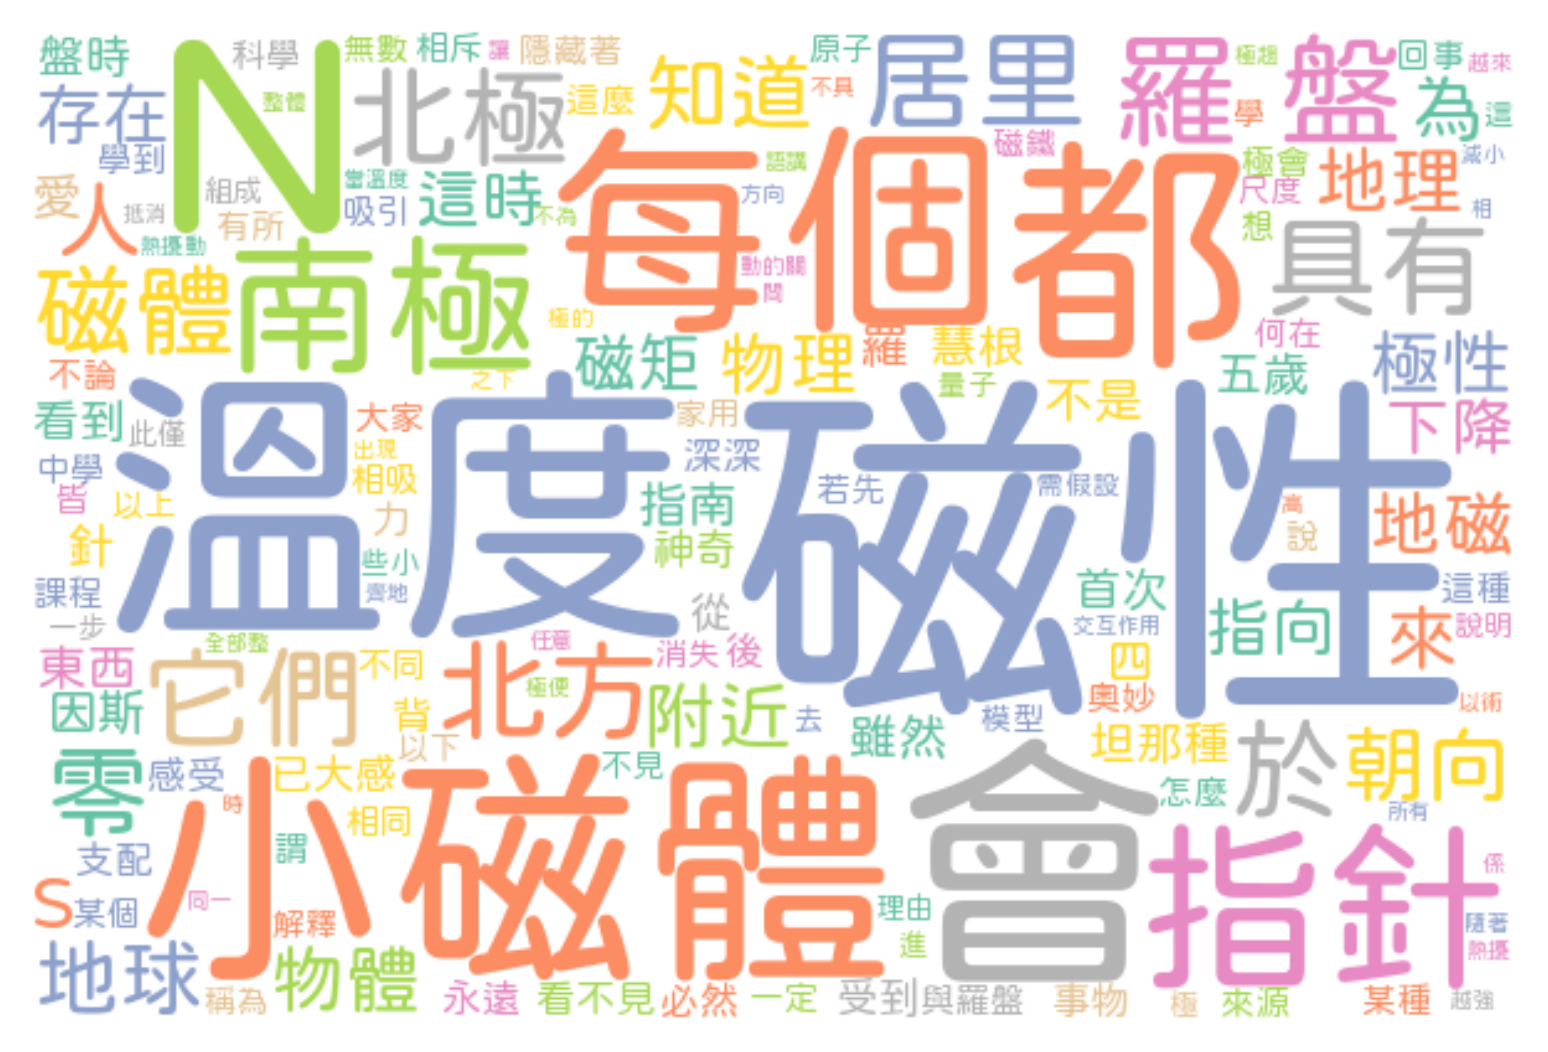 盤時
科學
無數
相斥
讓
隱藏著
原子
居里
羅盤
極趨
回事
越來
存在
N
整體
北極
這麼
知道
不具
學
為
這
學到
磁鐵
極會
地理
減小
愛
人
組成
抵消
有所
當溫度
吸引
這時
不為
每個都
語講
方向
尺度
想
相
具有
熱擾動
磁體
南極
動的關
問
極的
磁矩
物理
羅
慧根
何在
五歲
極性
不論
之下
量子
不是
下降
看到
此僅
溫度
大家
出現
家用
磁性
中學
相吸
深深
若先
需假設
皆
以上
力
指南
高
說
地磁
針
些小
神奇
課程
齊地
從
首次
這種
一步
全部整
任意
消失
後
交互作用
指向
來
說明
東西
它們
不同
北方
極便
四
因斯
背
附近
去
模型
奧妙
以術
以下
雖然
坦那種
於
朝向
零
感受
已大感
不見
怎麼
所有
小磁體
時
相同
會
指針
支配
謂
係
S
某個
同一
解釋
理由
隨著
進
熱擾
地球
稱為
物體
永遠
看不見
必然
一定
受到
與羅盤
事物
極
來源
某種
越強